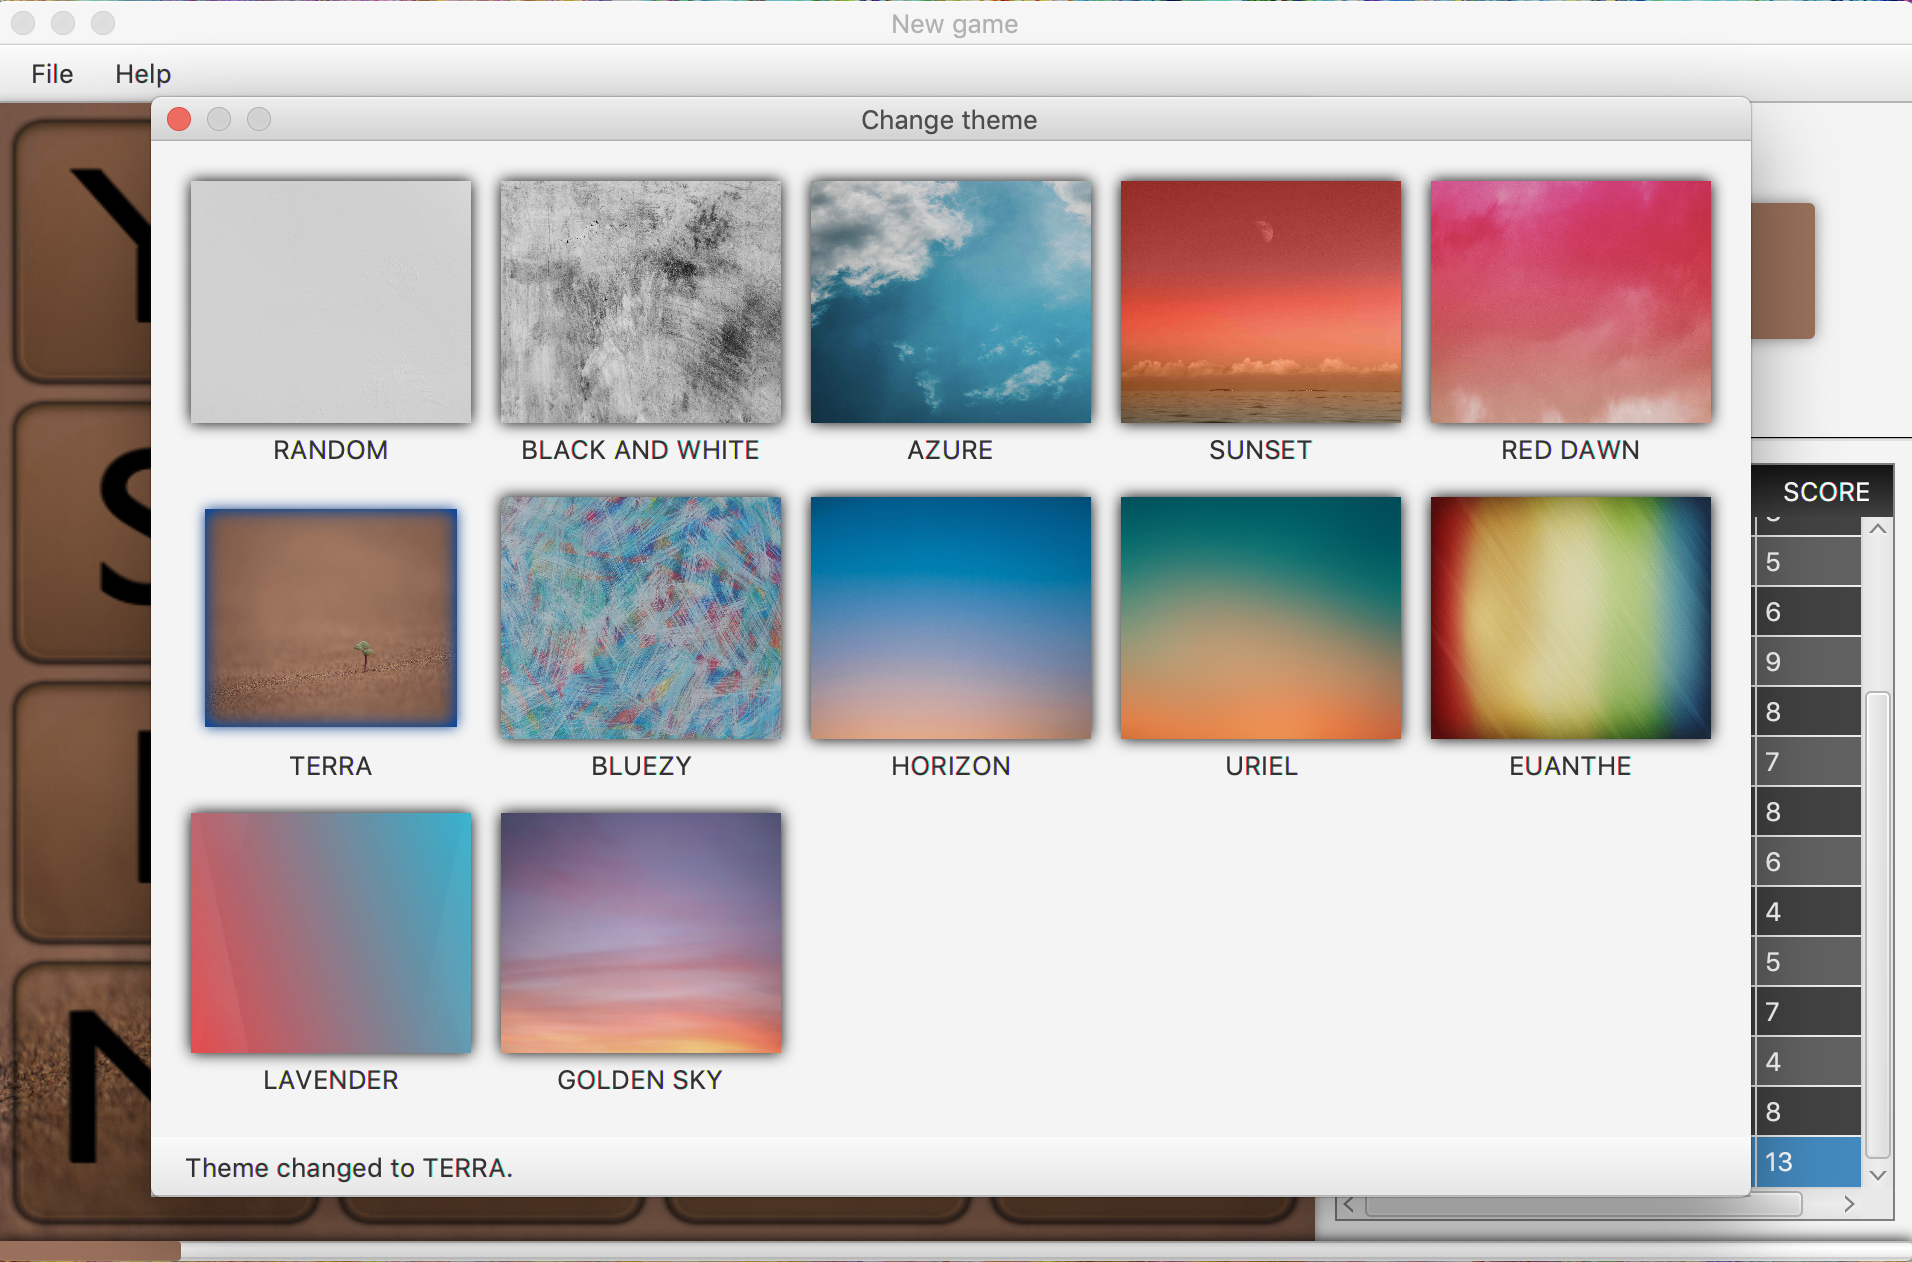 New game
File Help
Change theme
RANDOM BLACK AND WHITE AZURE SUNSET RED DAWN
TERRA BLUEZY HORIZON URIEL EUANTHE
LAVENDER GOLDEN SKY
Theme changed to TERRA.
Y
S
N
SCORE
5
6
9
8
7
8
6
4
5
7
4
8
13